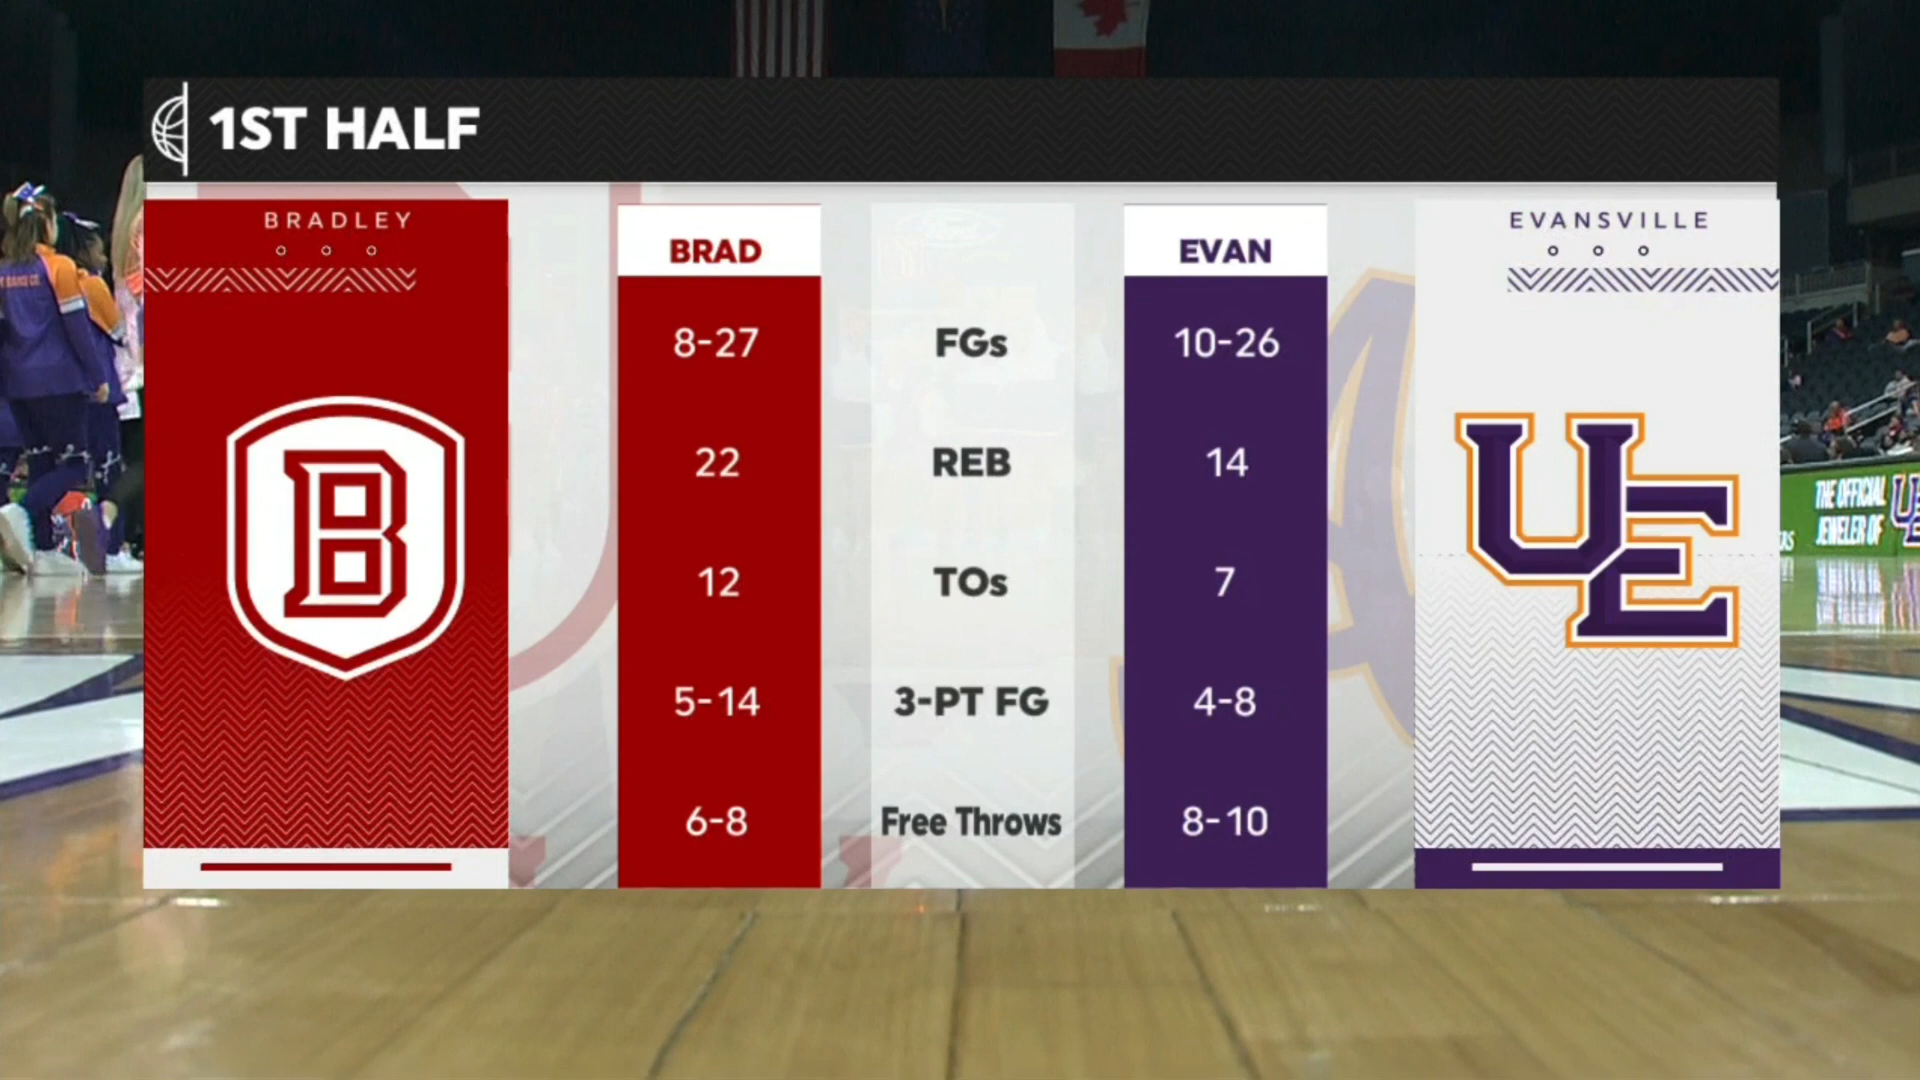 1ST HALF
BRADLEY
BRAD
EVAN
EVANSVILLE
8-27 FGs 10-26
22 REB 14
12 TOs 7
5-14 3-PT FG 4-8
6-8 Free Throws 8-10
B
UE
THE OFFICIAL
JEWELER OF